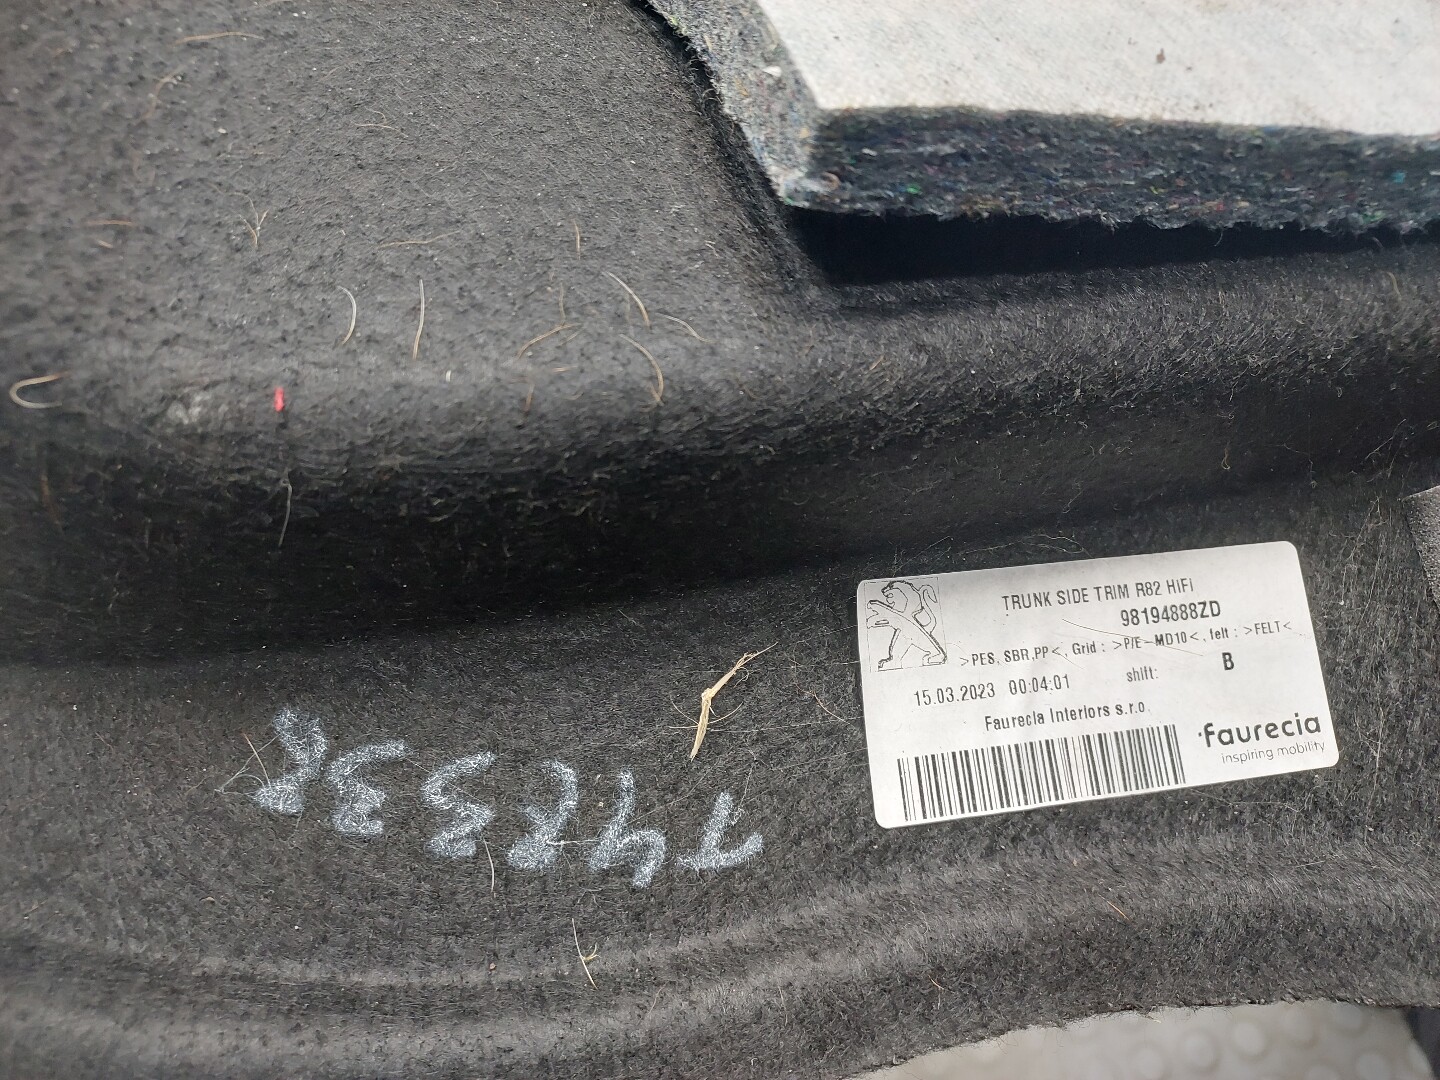 TRUNK SIDE TRIM R82 HIFI
98194888ZD
>PES, SBR,PP<, Grid : >P/E-MD10<, felt : >FELT<
15.03.2023 00:04:01 shift: B
Faurecia Interiors s.r.o.
faurecia
inspiring mobility